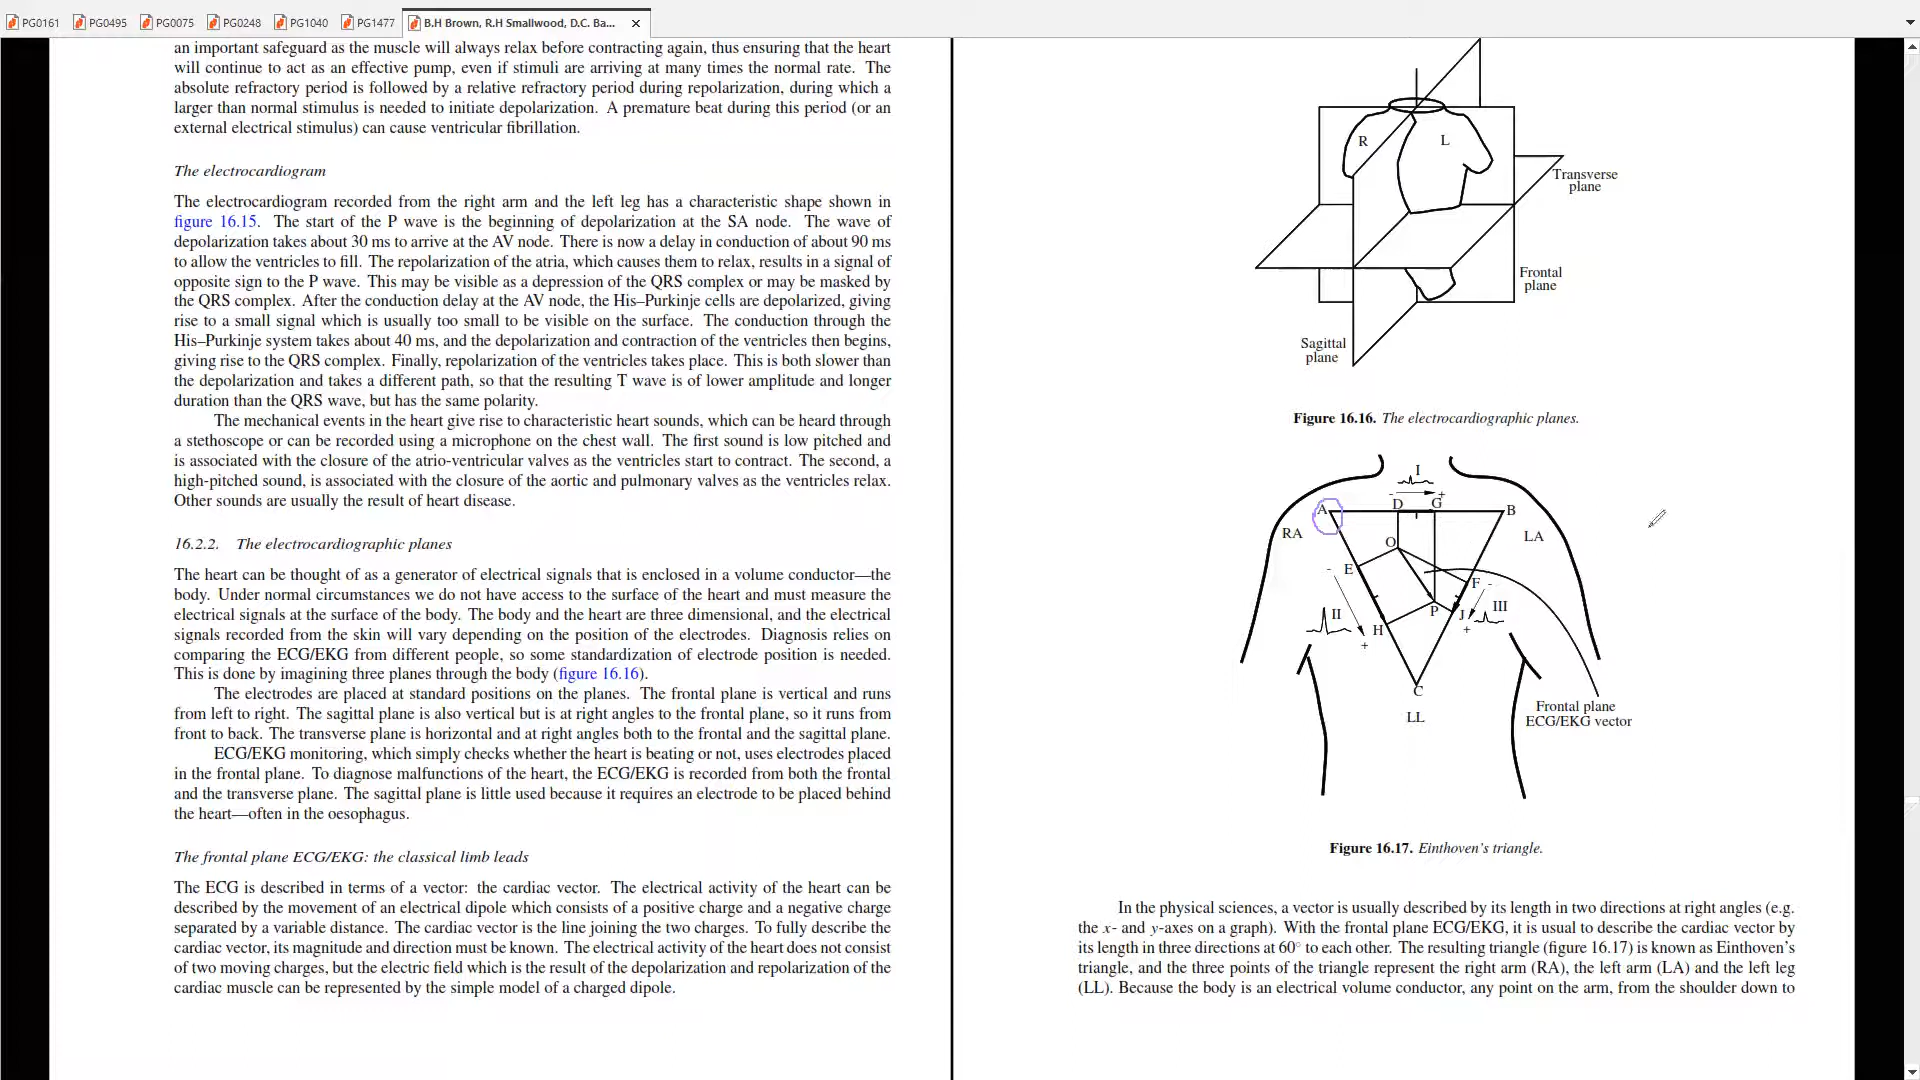 PG0161
PG0495
PG0075
PG0248
PG1040
PG1477
B.H Brown, R.H Smallwood, D.C. Ba...
an important safeguard as the muscle will always relax before contracting again, thus ensuring that the heart
will continue to act as an effective pump, even if stimuli are arriving at many times the normal rate. The
absolute refractory period is followed by a relative refractory period during repolarization, during which a
larger than normal stimulus is needed to initiate depolarization. A premature beat during this period (or an
external electrical stimulus) can cause ventricular fibrillation.
The electrocardiogram
The electrocardiogram recorded from the right arm and the left leg has a characteristic shape shown in
figure 16.15. The start of the P wave is the beginning of depolarization at the SA node. The wave of
depolarization takes about 30 ms to arrive at the AV node. There is now a delay in conduction of about 90 ms
to allow the ventricles to fill. The repolarization of the atria, which causes them to relax, results in a signal of
opposite sign to the P wave. This may be visible as a depression of the QRS complex or may be masked by
the QRS complex. After the conduction delay at the AV node, the His–Purkinje cells are depolarized, giving
rise to a small signal which is usually too small to be visible on the surface. The conduction through the
His–Purkinje system takes about 40 ms, and the depolarization and contraction of the ventricles then begins,
giving rise to the QRS complex. Finally, repolarization of the ventricles takes place. This is both slower than
the depolarization and takes a different path, so that the resulting T wave is of lower amplitude and longer
duration than the QRS wave, but has the same polarity.
The mechanical events in the heart give rise to characteristic heart sounds, which can be heard through
a stethoscope or can be recorded using a microphone on the chest wall. The first sound is low pitched and
is associated with the closure of the atrio-ventricular valves as the ventricles start to contract. The second, a
high-pitched sound, is associated with the closure of the aortic and pulmonary valves as the ventricles relax.
Other sounds are usually the result of heart disease.
16.2.2. The electrocardiographic planes
The heart can be thought of as a generator of electrical signals that is enclosed in a volume conductor—the
body. Under normal circumstances we do not have access to the surface of the heart and must measure the
electrical signals at the surface of the body. The body and the heart are three dimensional, and the electrical
signals recorded from the skin will vary depending on the position of the electrodes. Diagnosis relies on
comparing the ECG/EKG from different people, so some standardization of electrode position is needed.
This is done by imagining three planes through the body (figure 16.16).
The electrodes are placed at standard positions on the planes. The frontal plane is vertical and runs
from left to right. The sagittal plane is also vertical but is at right angles to the frontal plane, so it runs from
front to back. The transverse plane is horizontal and at right angles both to the frontal and the sagittal plane.
ECG/EKG monitoring, which simply checks whether the heart is beating or not, uses electrodes placed
in the frontal plane. To diagnose malfunctions of the heart, the ECG/EKG is recorded from both the frontal
and the transverse plane. The sagittal plane is little used because it requires an electrode to be placed behind
the heart—often in the oesophagus.
The frontal plane ECG/EKG: the classical limb leads
The ECG is described in terms of a vector: the cardiac vector. The electrical activity of the heart can be
described by the movement of an electrical dipole which consists of a positive charge and a negative charge
separated by a variable distance. The cardiac vector is the line joining the two charges. To fully describe the
cardiac vector, its magnitude and direction must be known. The electrical activity of the heart does not consist
of two moving charges, but the electric field which is the result of the depolarization and repolarization of the
cardiac muscle can be represented by the simple model of a charged dipole.
R
L
Transverse
plane
Frontal
plane
Sagittal
plane
Figure 16.16. The electrocardiographic planes.
I
- +
A D G B
RA
LA
O
- E
F -
II
H
+
P J III
+
C
LL
Frontal plane
ECG/EKG vector
Figure 16.17. Einthoven's triangle.
In the physical sciences, a vector is usually described by its length in two directions at right angles (e.g.
the x- and y-axes on a graph). With the frontal plane ECG/EKG, it is usual to describe the cardiac vector by
its length in three directions at 60° to each other. The resulting triangle (figure 16.17) is known as Einthoven's
triangle, and the three points of the triangle represent the right arm (RA), the left arm (LA) and the left leg
(LL). Because the body is an electrical volume conductor, any point on the arm, from the shoulder down to